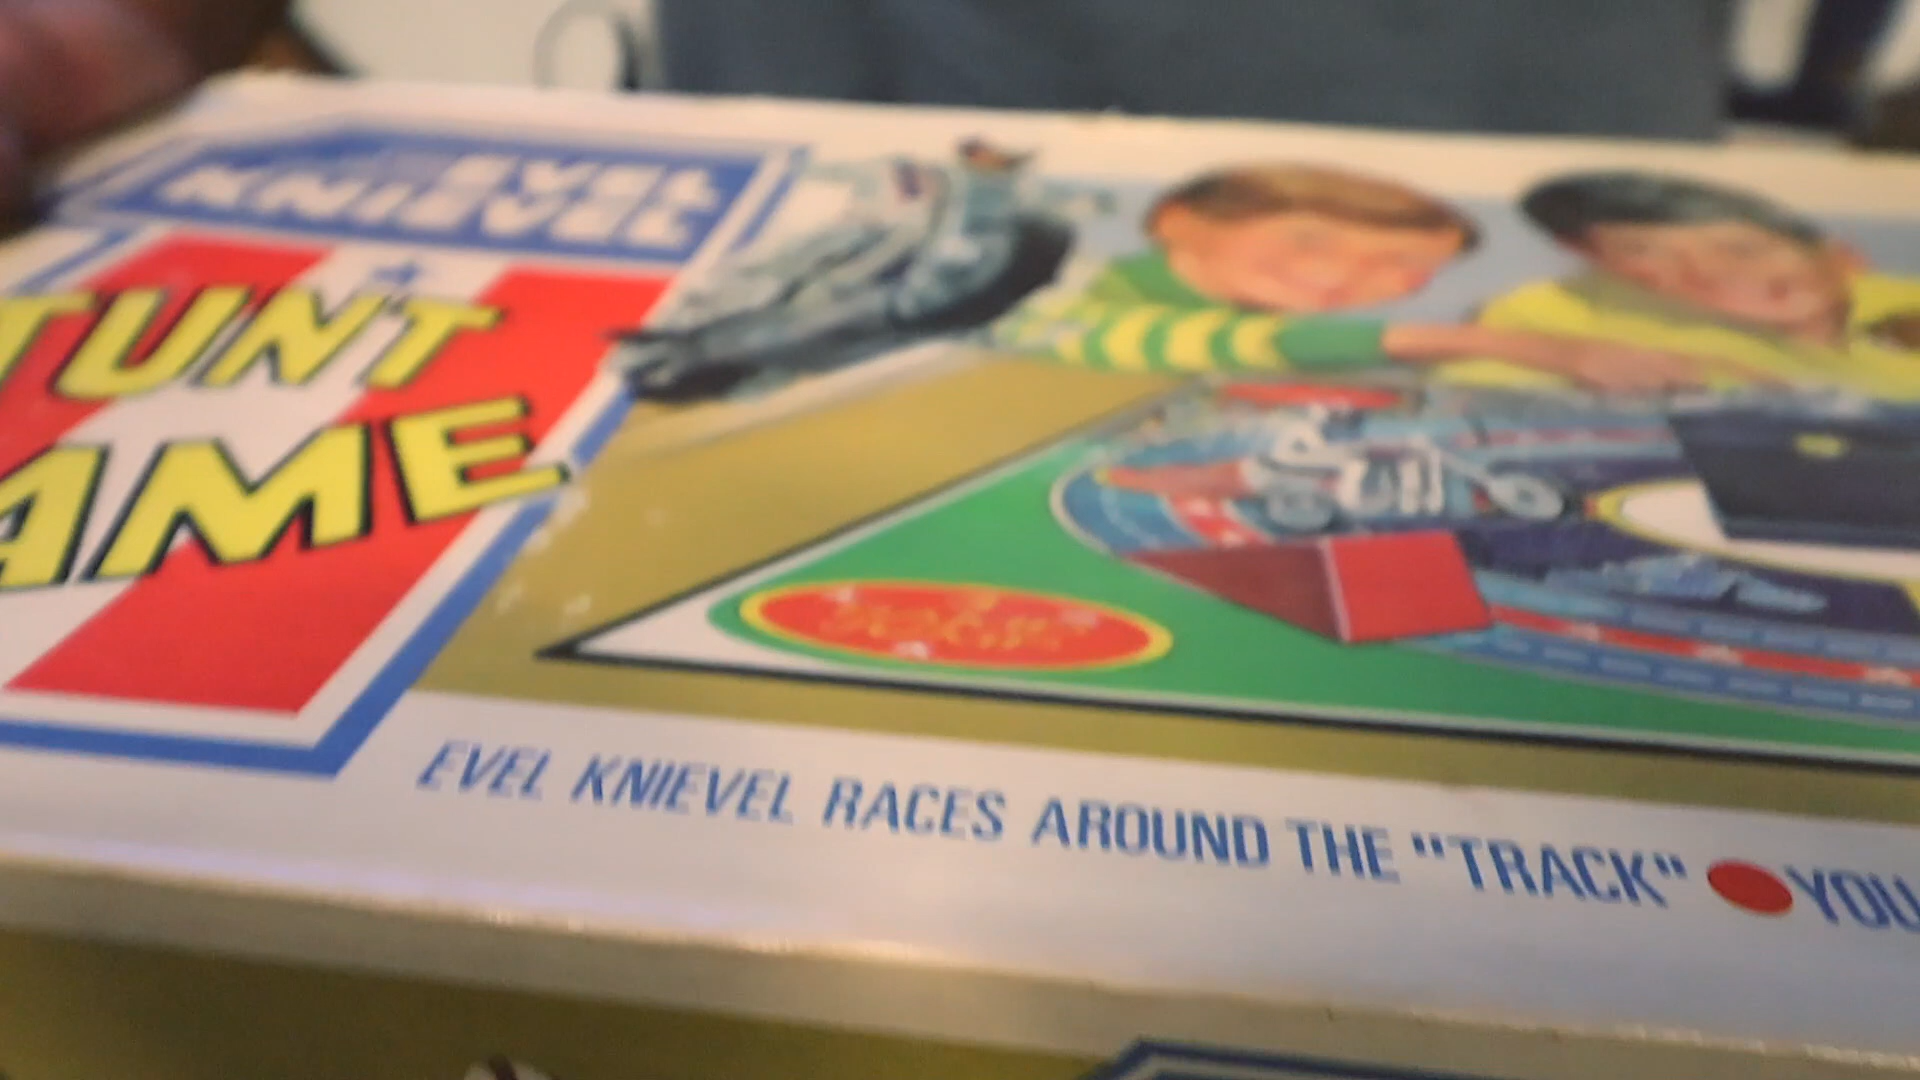 EVEL
KNIEVEL
TUNT
AME
EVEL KNIEVEL RACES AROUND THE "TRACK" ● YOU